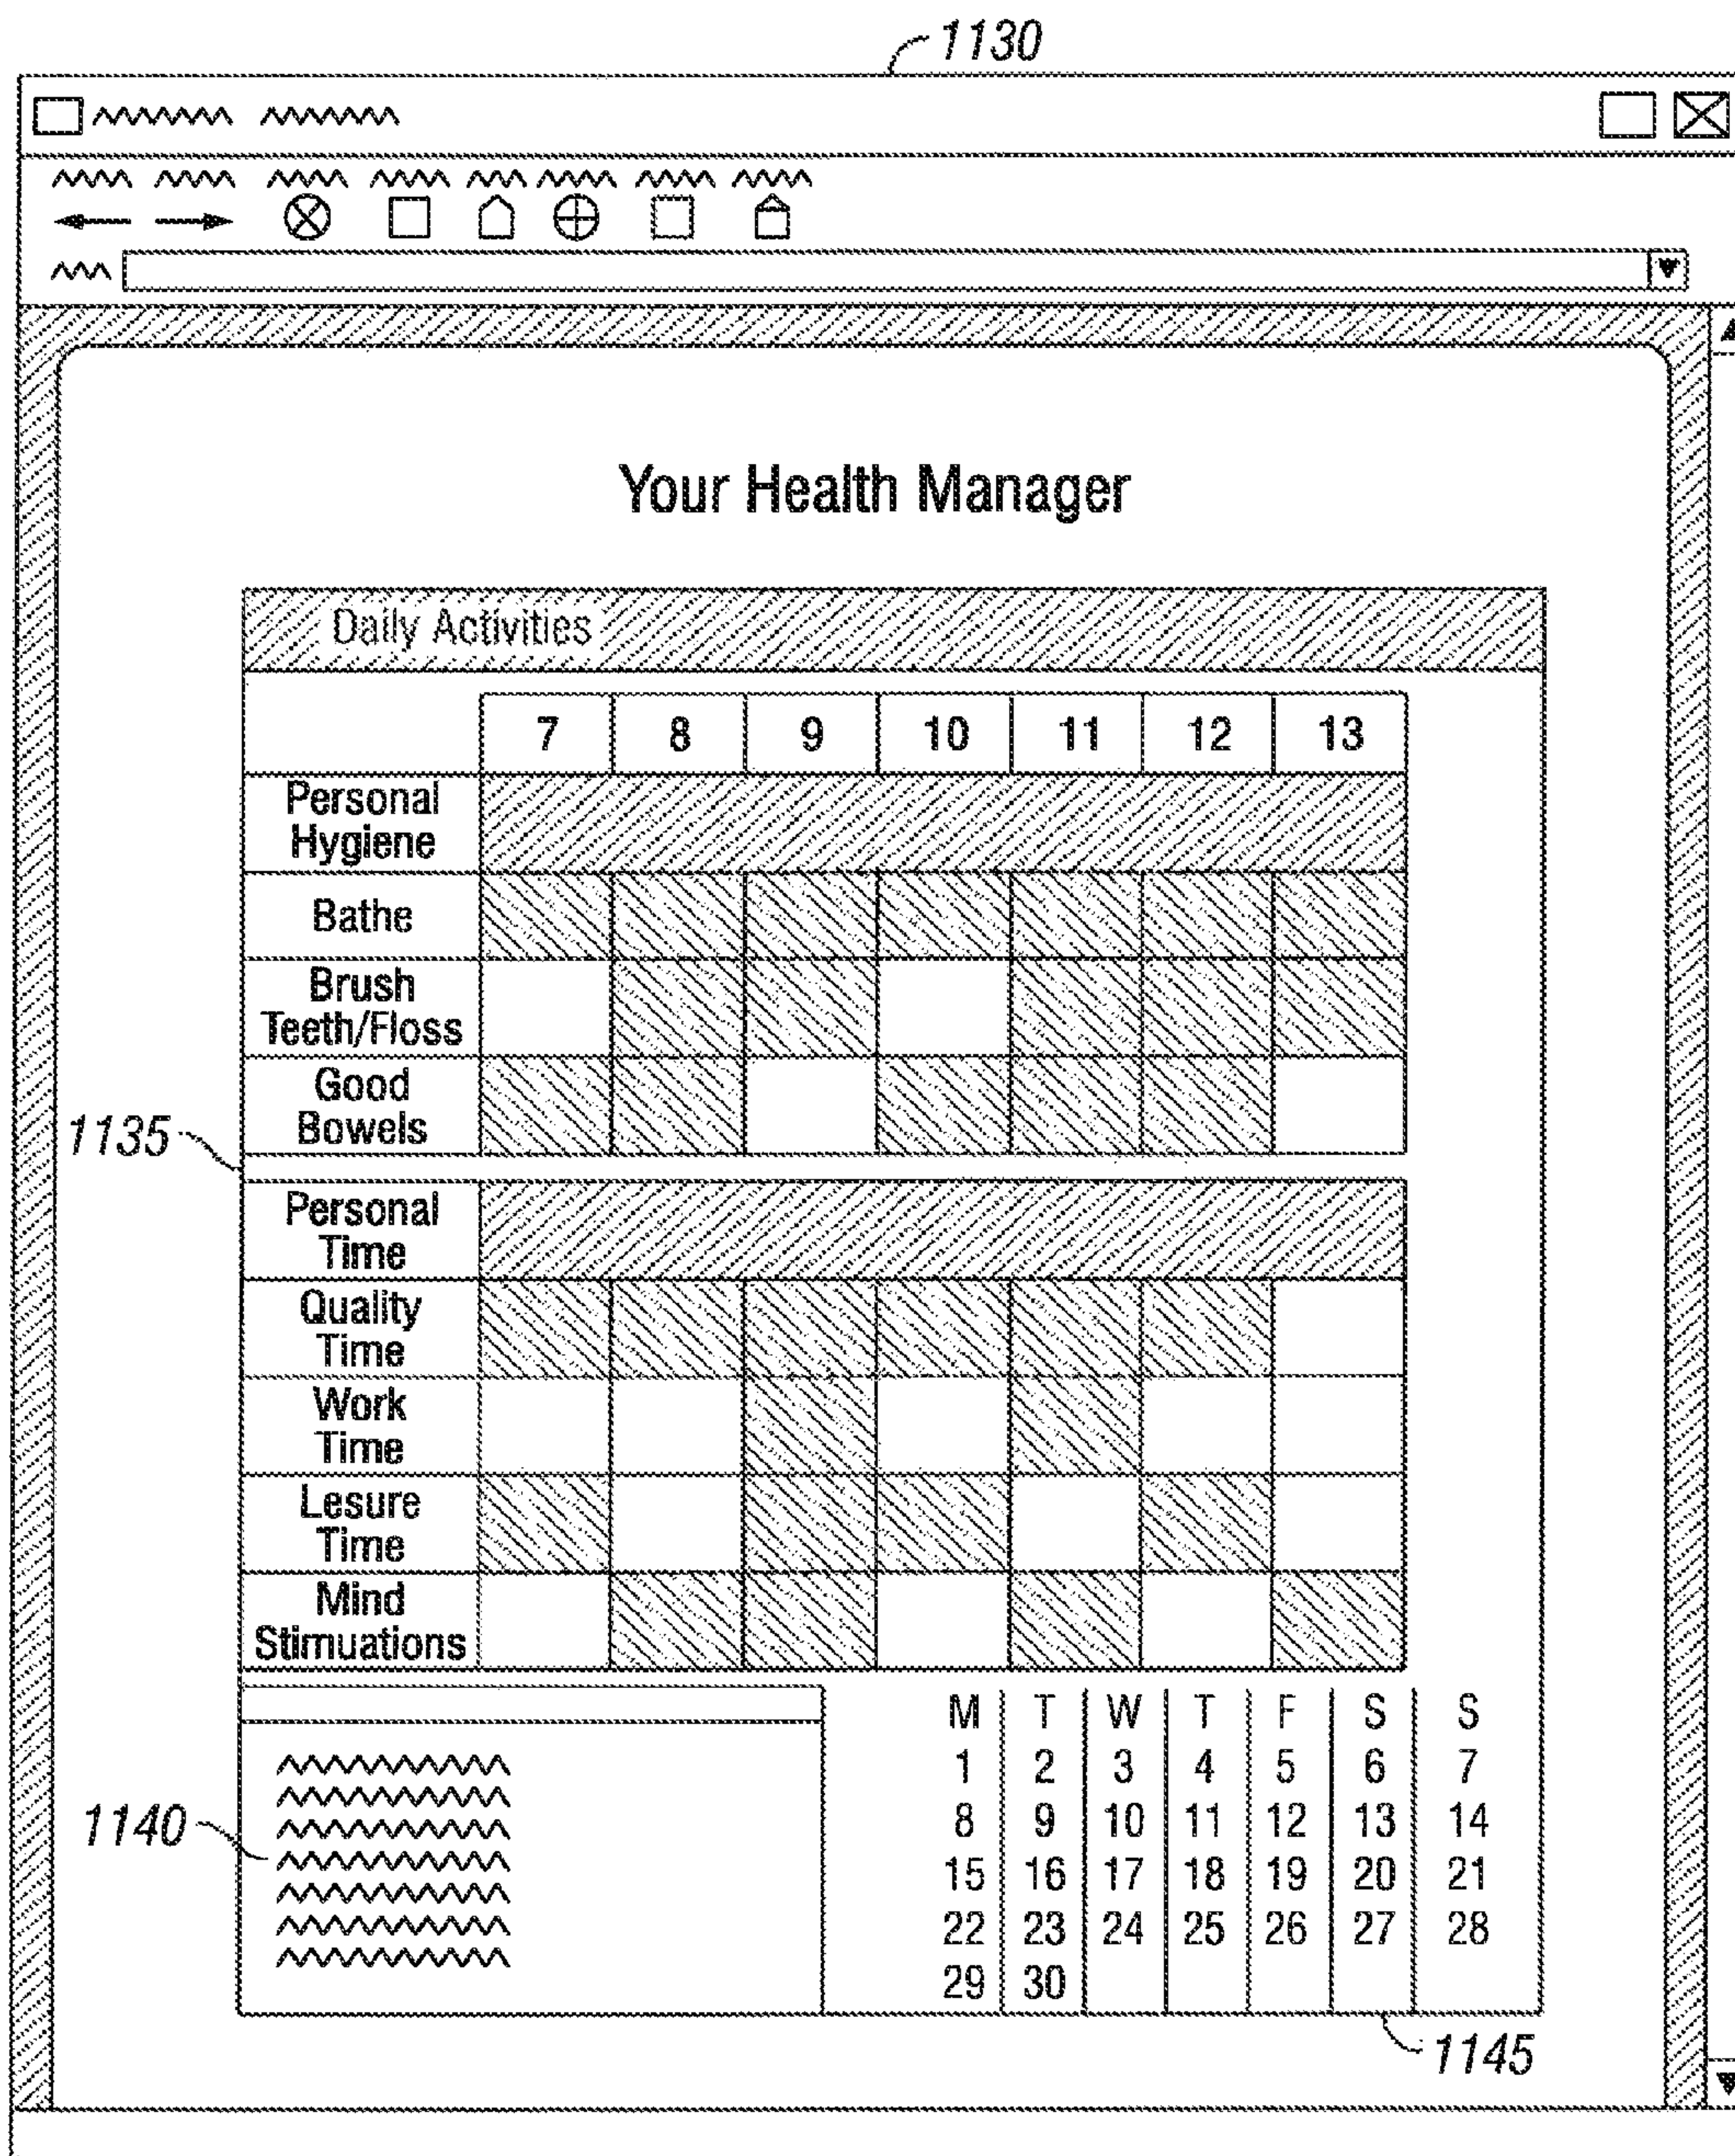 1130
Your Health Manager
Daily Activities
7 8 9 10 11 12 13
Personal
Hygiene
Bathe
Brush
Teeth/Floss
Good
Bowels
1135
Personal
Time
Quality
Time
Work
Time
Lesure
Time
Mind
Stimuations
M T W T F S S
1 2 3 4 5 6 7
8 9 10 11 12 13 14
1140
15 16 17 18 19 20 21
22 23 24 25 26 27 28
29 30
1145